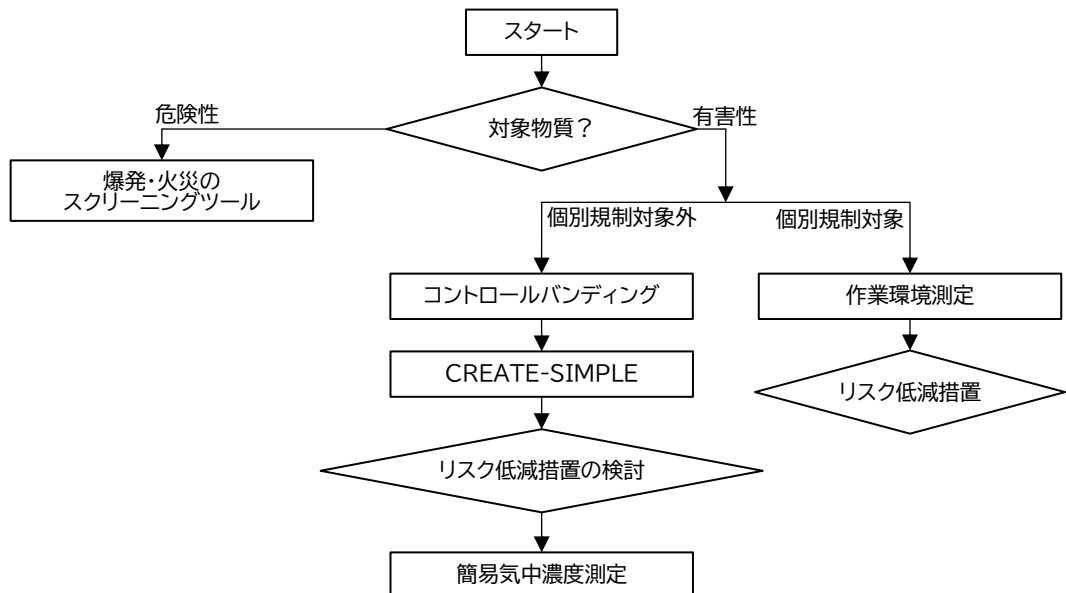 スタート
対象物質？
危険性
有害性
爆発・火災の
スクリーニングツール
個別規制対象外
個別規制対象
コントロールバンディング
作業環境測定
CREATE-SIMPLE
リスク低減措置
リスク低減措置の検討
簡易気中濃度測定